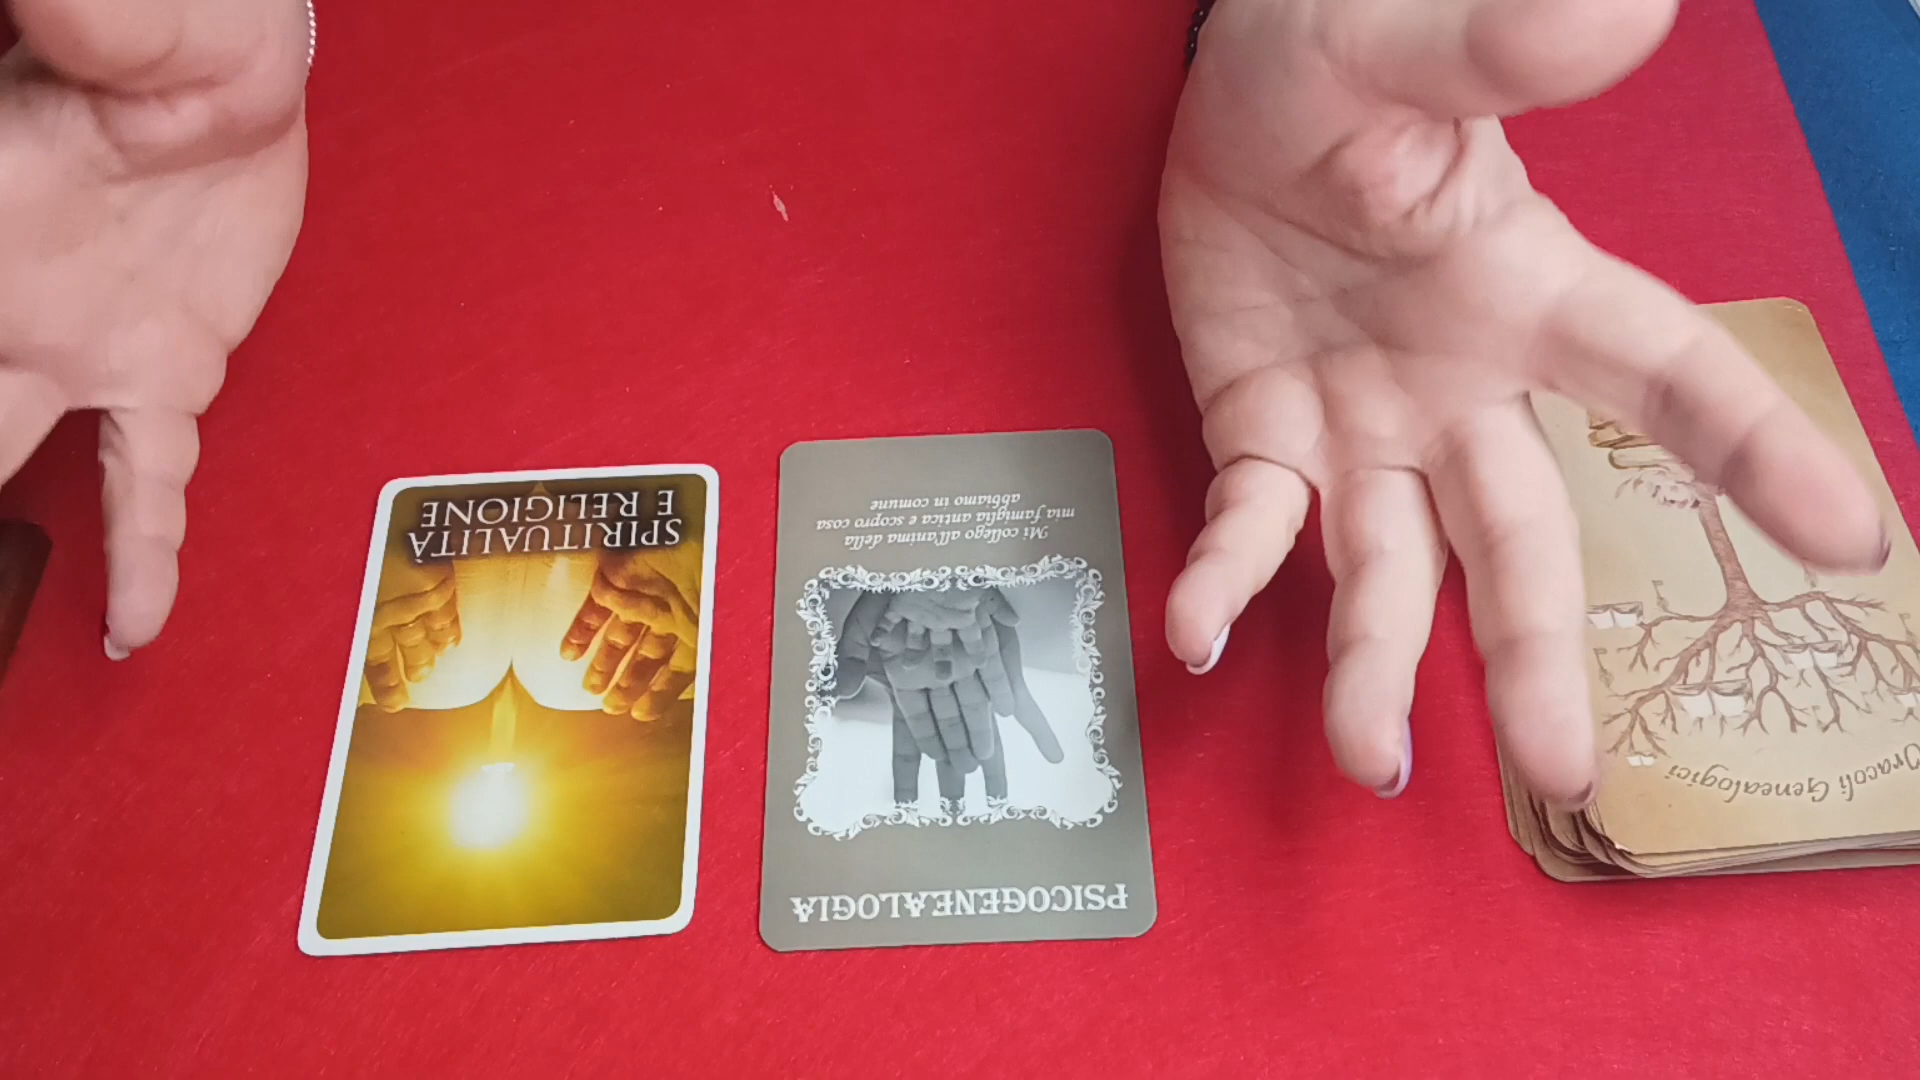 SPIRITUALITÀ
E RELIGIONE
PSICOGENEALOGIA
Mi collego all'anima della
mia famiglia antica e scopro cosa
abbiamo in comune
Oracoli Genealogici